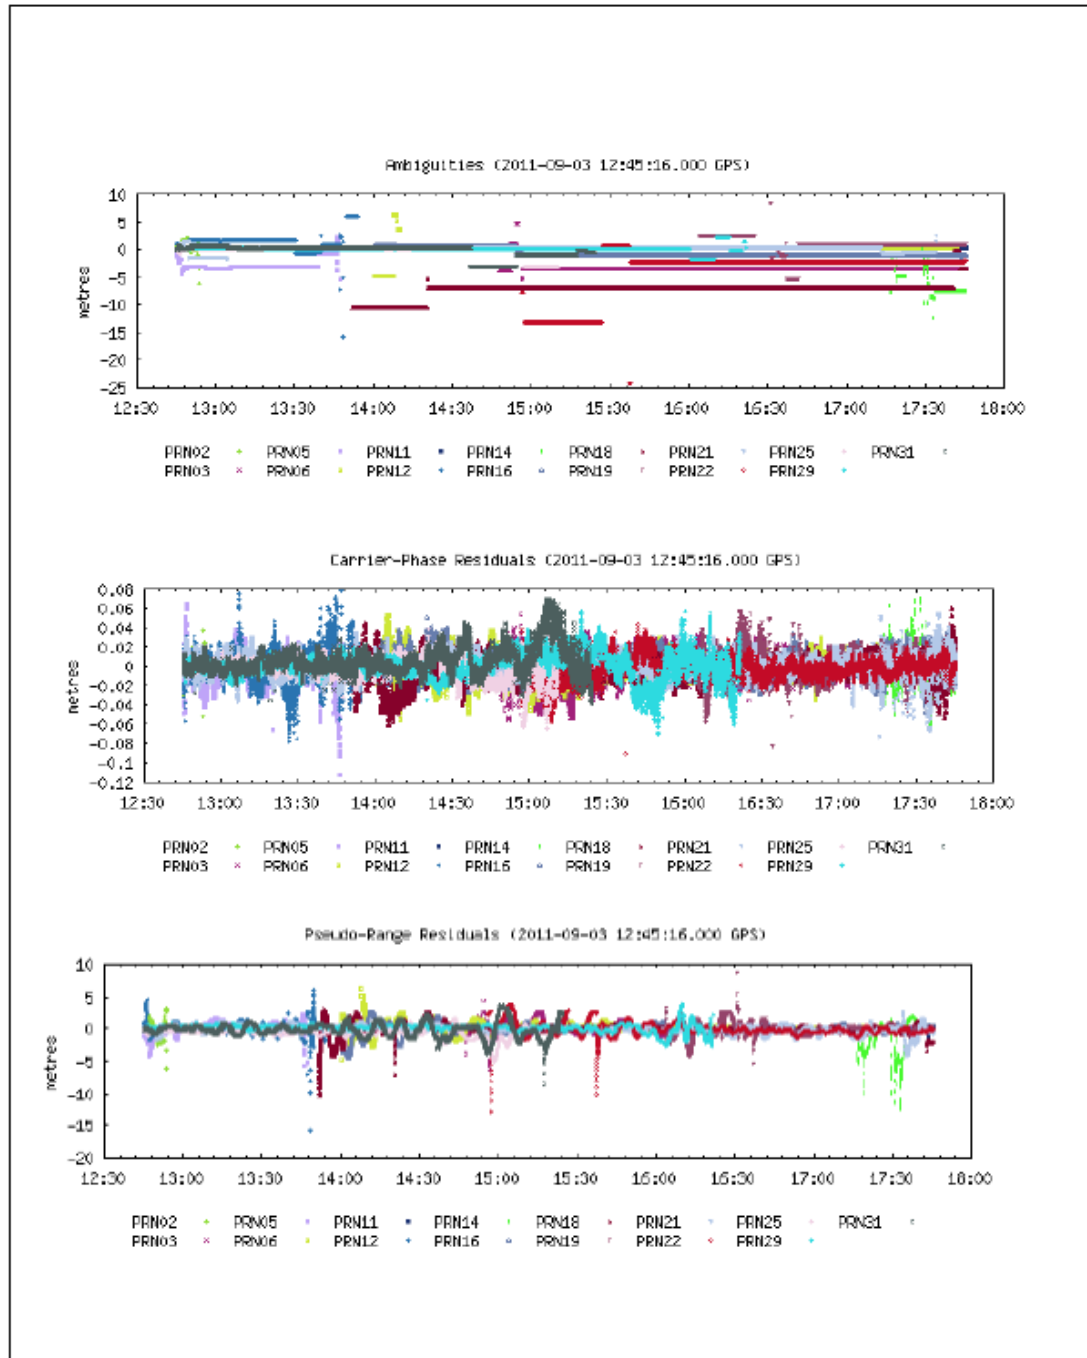 Ambiguities (2011-09-03 12:45:16.000 GPS)
10
5
0
-5
-10
-15
-20
-25
metres
12:30 13:00 13:30 14:00 14:30 15:00 15:30 16:00 16:30 17:00 17:30 18:00
PRN02 PRN05 PRN11 PRN14 PRN18 PRN21 PRN25 PRN31
PRN03 PRN06 PRN12 PRN16 PRN19 PRN22 PRN29
Carrier-Phase Residuals (2011-09-03 12:45:16.000 GPS)
0.08
0.06
0.04
0.02
0
-0.02
-0.04
-0.06
-0.08
-0.1
-0.12
metres
12:30 13:00 13:30 14:00 14:30 15:00 15:30 16:00 16:30 17:00 17:30 18:00
PRN02 PRN05 PRN11 PRN14 PRN18 PRN21 PRN25 PRN31
PRN03 PRN06 PRN12 PRN16 PRN19 PRN22 PRN29
Pseudo-Range Residuals (2011-09-03 12:45:16.000 GPS)
10
5
0
-5
-10
-15
-20
metres
12:30 13:00 13:30 14:00 14:30 15:00 15:30 16:00 16:30 17:00 17:30 18:00
PRN02 PRN05 PRN11 PRN14 PRN18 PRN21 PRN25 PRN31
PRN03 PRN06 PRN12 PRN16 PRN19 PRN22 PRN29